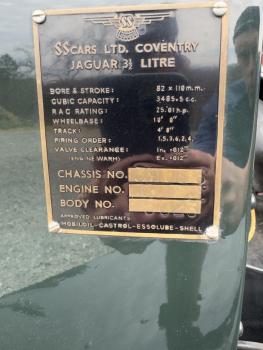 SS
SS CARS LTD. COVENTRY
JAGUAR 3½ LITRE
BORE & STROKE: 82 x 110 m.m.
CUBIC CAPACITY: 3485.5 c.c.
R.A.C RATING: 25.01 h.p.
WHEELBASE: 10' 0"
TRACK: 4' 8"
FIRING ORDER: 1,5,3,6,2,4,
VALVE CLEARANCE: In. .012"
(ENGINE WARM) Ex. .012"
CHASSIS NO.
ENGINE NO.
BODY NO.
APPROVED LUBRICANTS
MOBILOIL-CASTROL-ESSOLUBE-SHELL